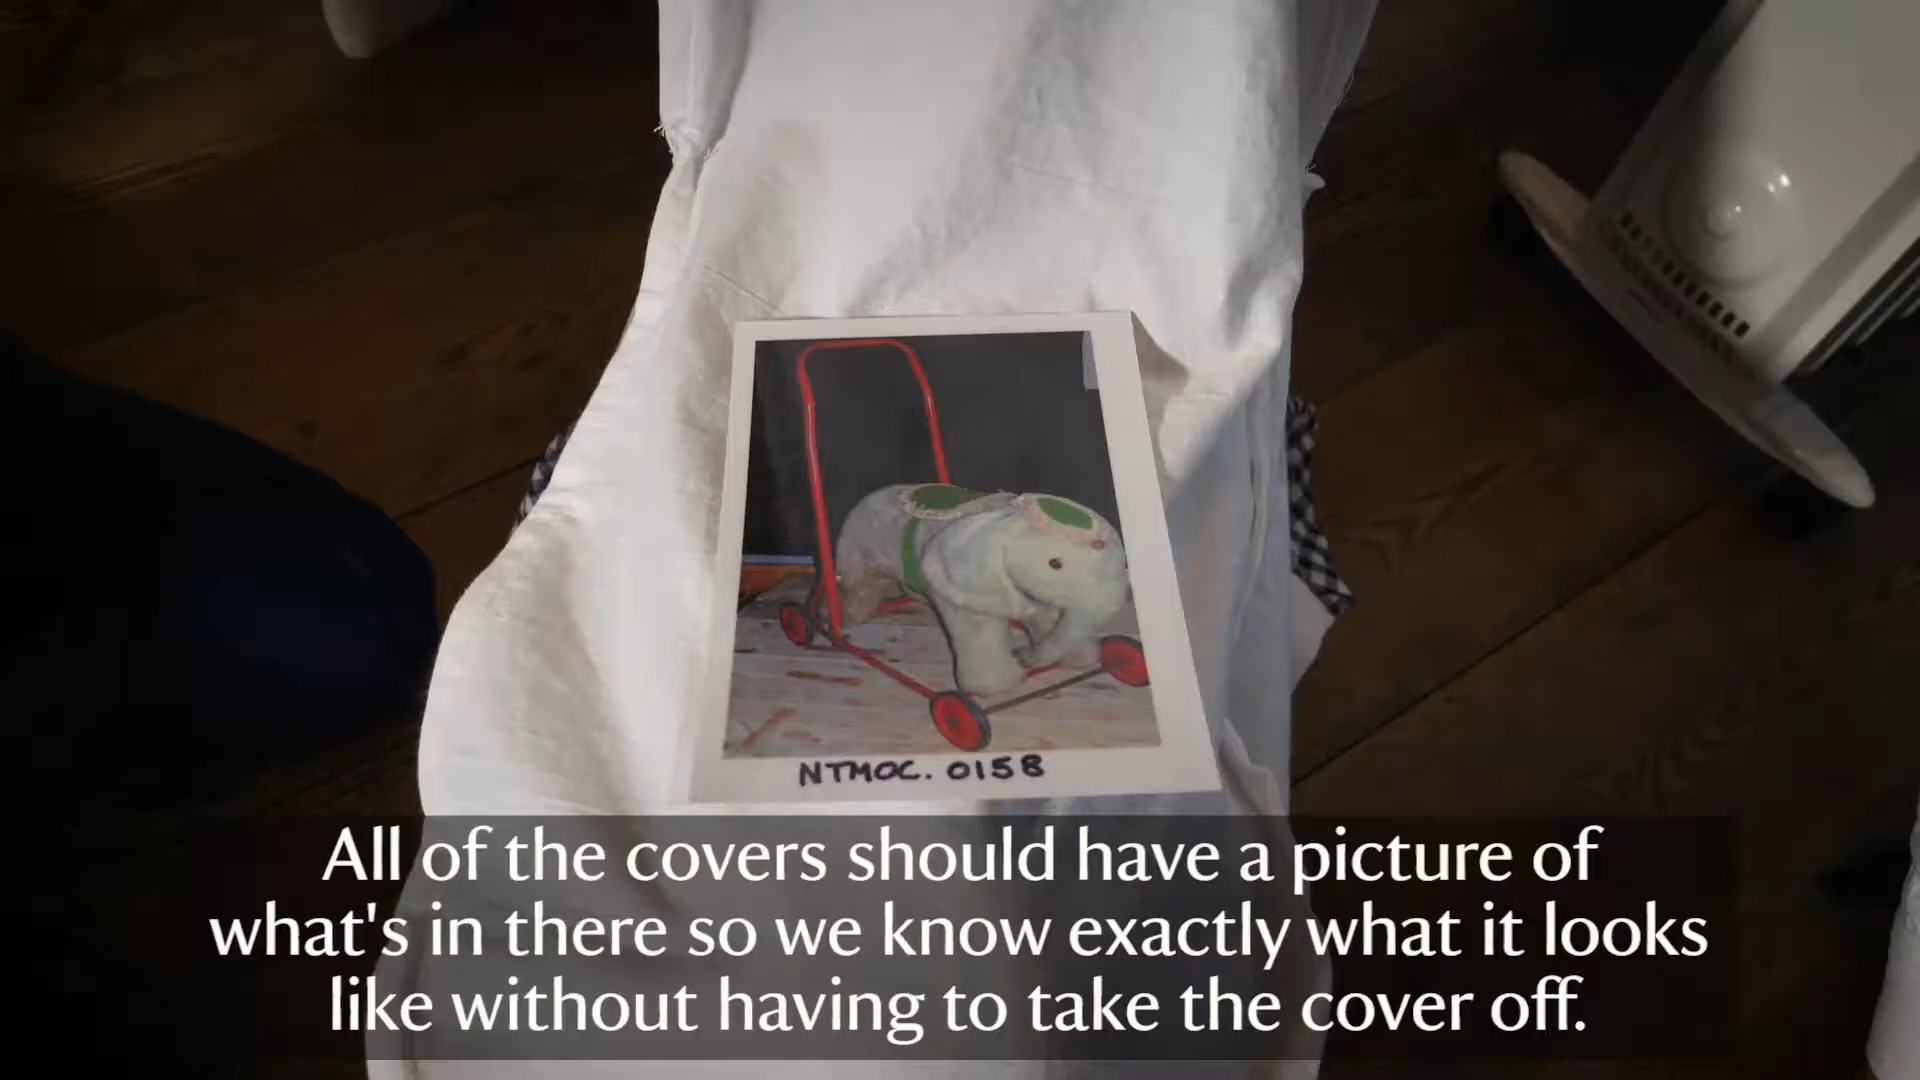 NTMOC. 0158
All of the covers should have a picture of
what's in there so we know exactly what it looks
like without having to take the cover off.